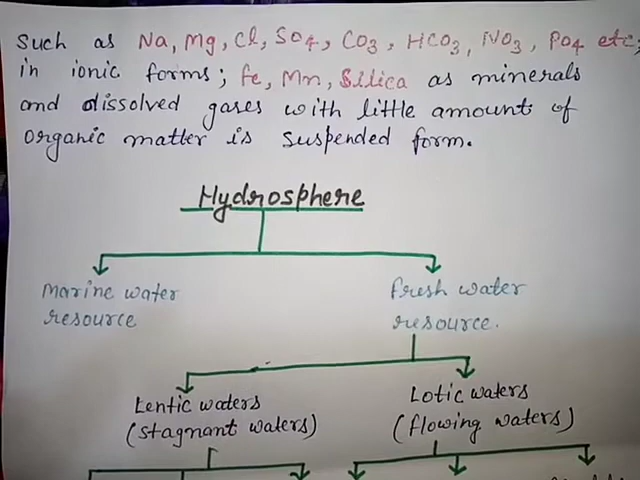 Such as Na, Mg, Cl, SO4, CO3, HCO3, NO3, PO4 etc;
in ionic forms; Fe, Mn, Silica as minerals
and dissolved gases with little amount of
organic matter is suspended form.
Hydrosphere
Marine water
resource
Fresh water
resource.
Lentic waters
(stagnant waters)
Lotic waters
(flowing waters)